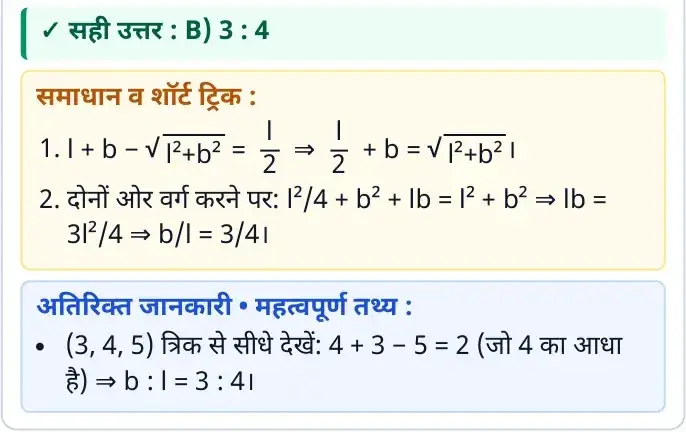 ✓ सही उत्तर : B) 3 : 4
समाधान व शॉर्ट ट्रिक :
1. l + b − √l²+b² = l/2 ⇒ l/2 + b = √l²+b²।
2. दोनों ओर वर्ग करने पर: l²/4 + b² + lb = l² + b² ⇒ lb =
3l²/4 ⇒ b/l = 3/4।
अतिरिक्त जानकारी • महत्वपूर्ण तथ्य :
• (3, 4, 5) त्रिक से सीधे देखें: 4 + 3 − 5 = 2 (जो 4 का आधा
है) ⇒ b : l = 3 : 4।